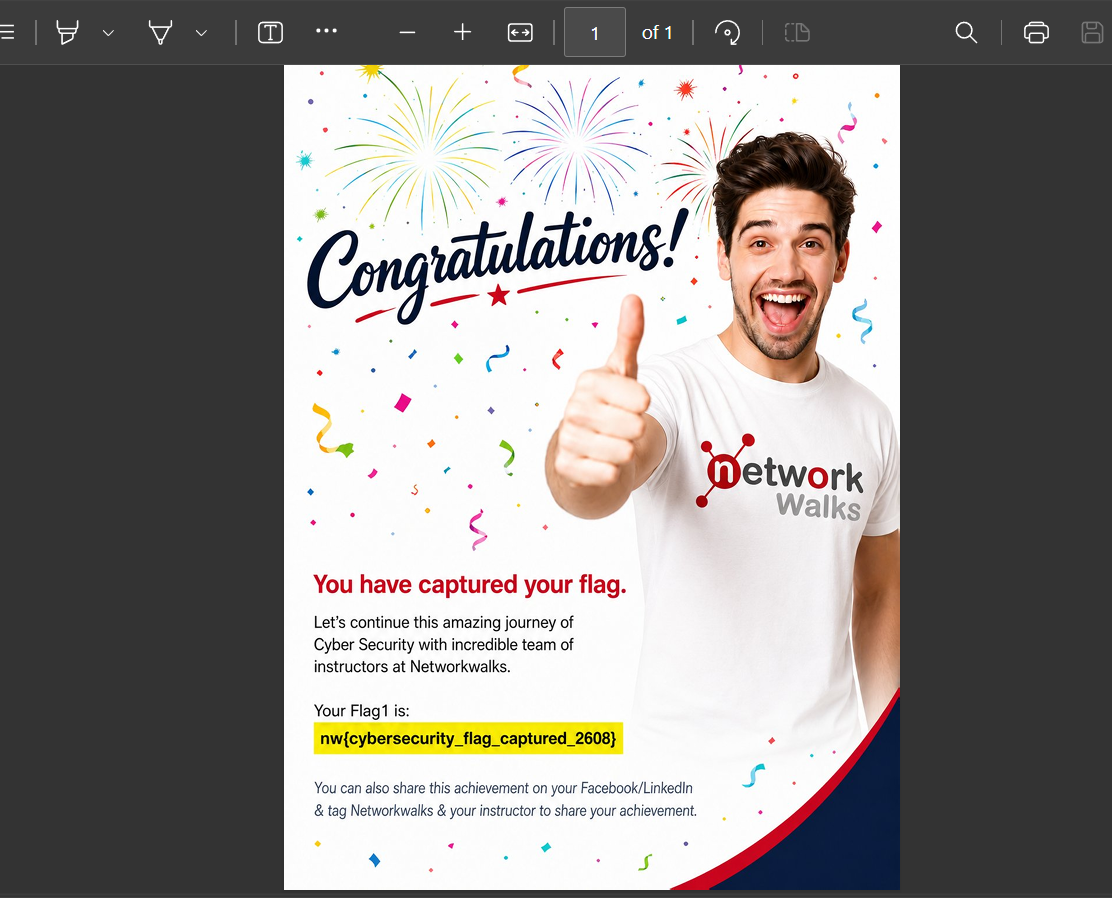 1 of 1
Congratulations!
network
Walks
You have captured your flag.
Let's continue this amazing journey of
Cyber Security with incredible team of
instructors at Networkwalks.
Your Flag1 is:
nw{cybersecurity_flag_captured_2608}
You can also share this achievement on your Facebook/LinkedIn
& tag Networkwalks & your instructor to share your achievement.